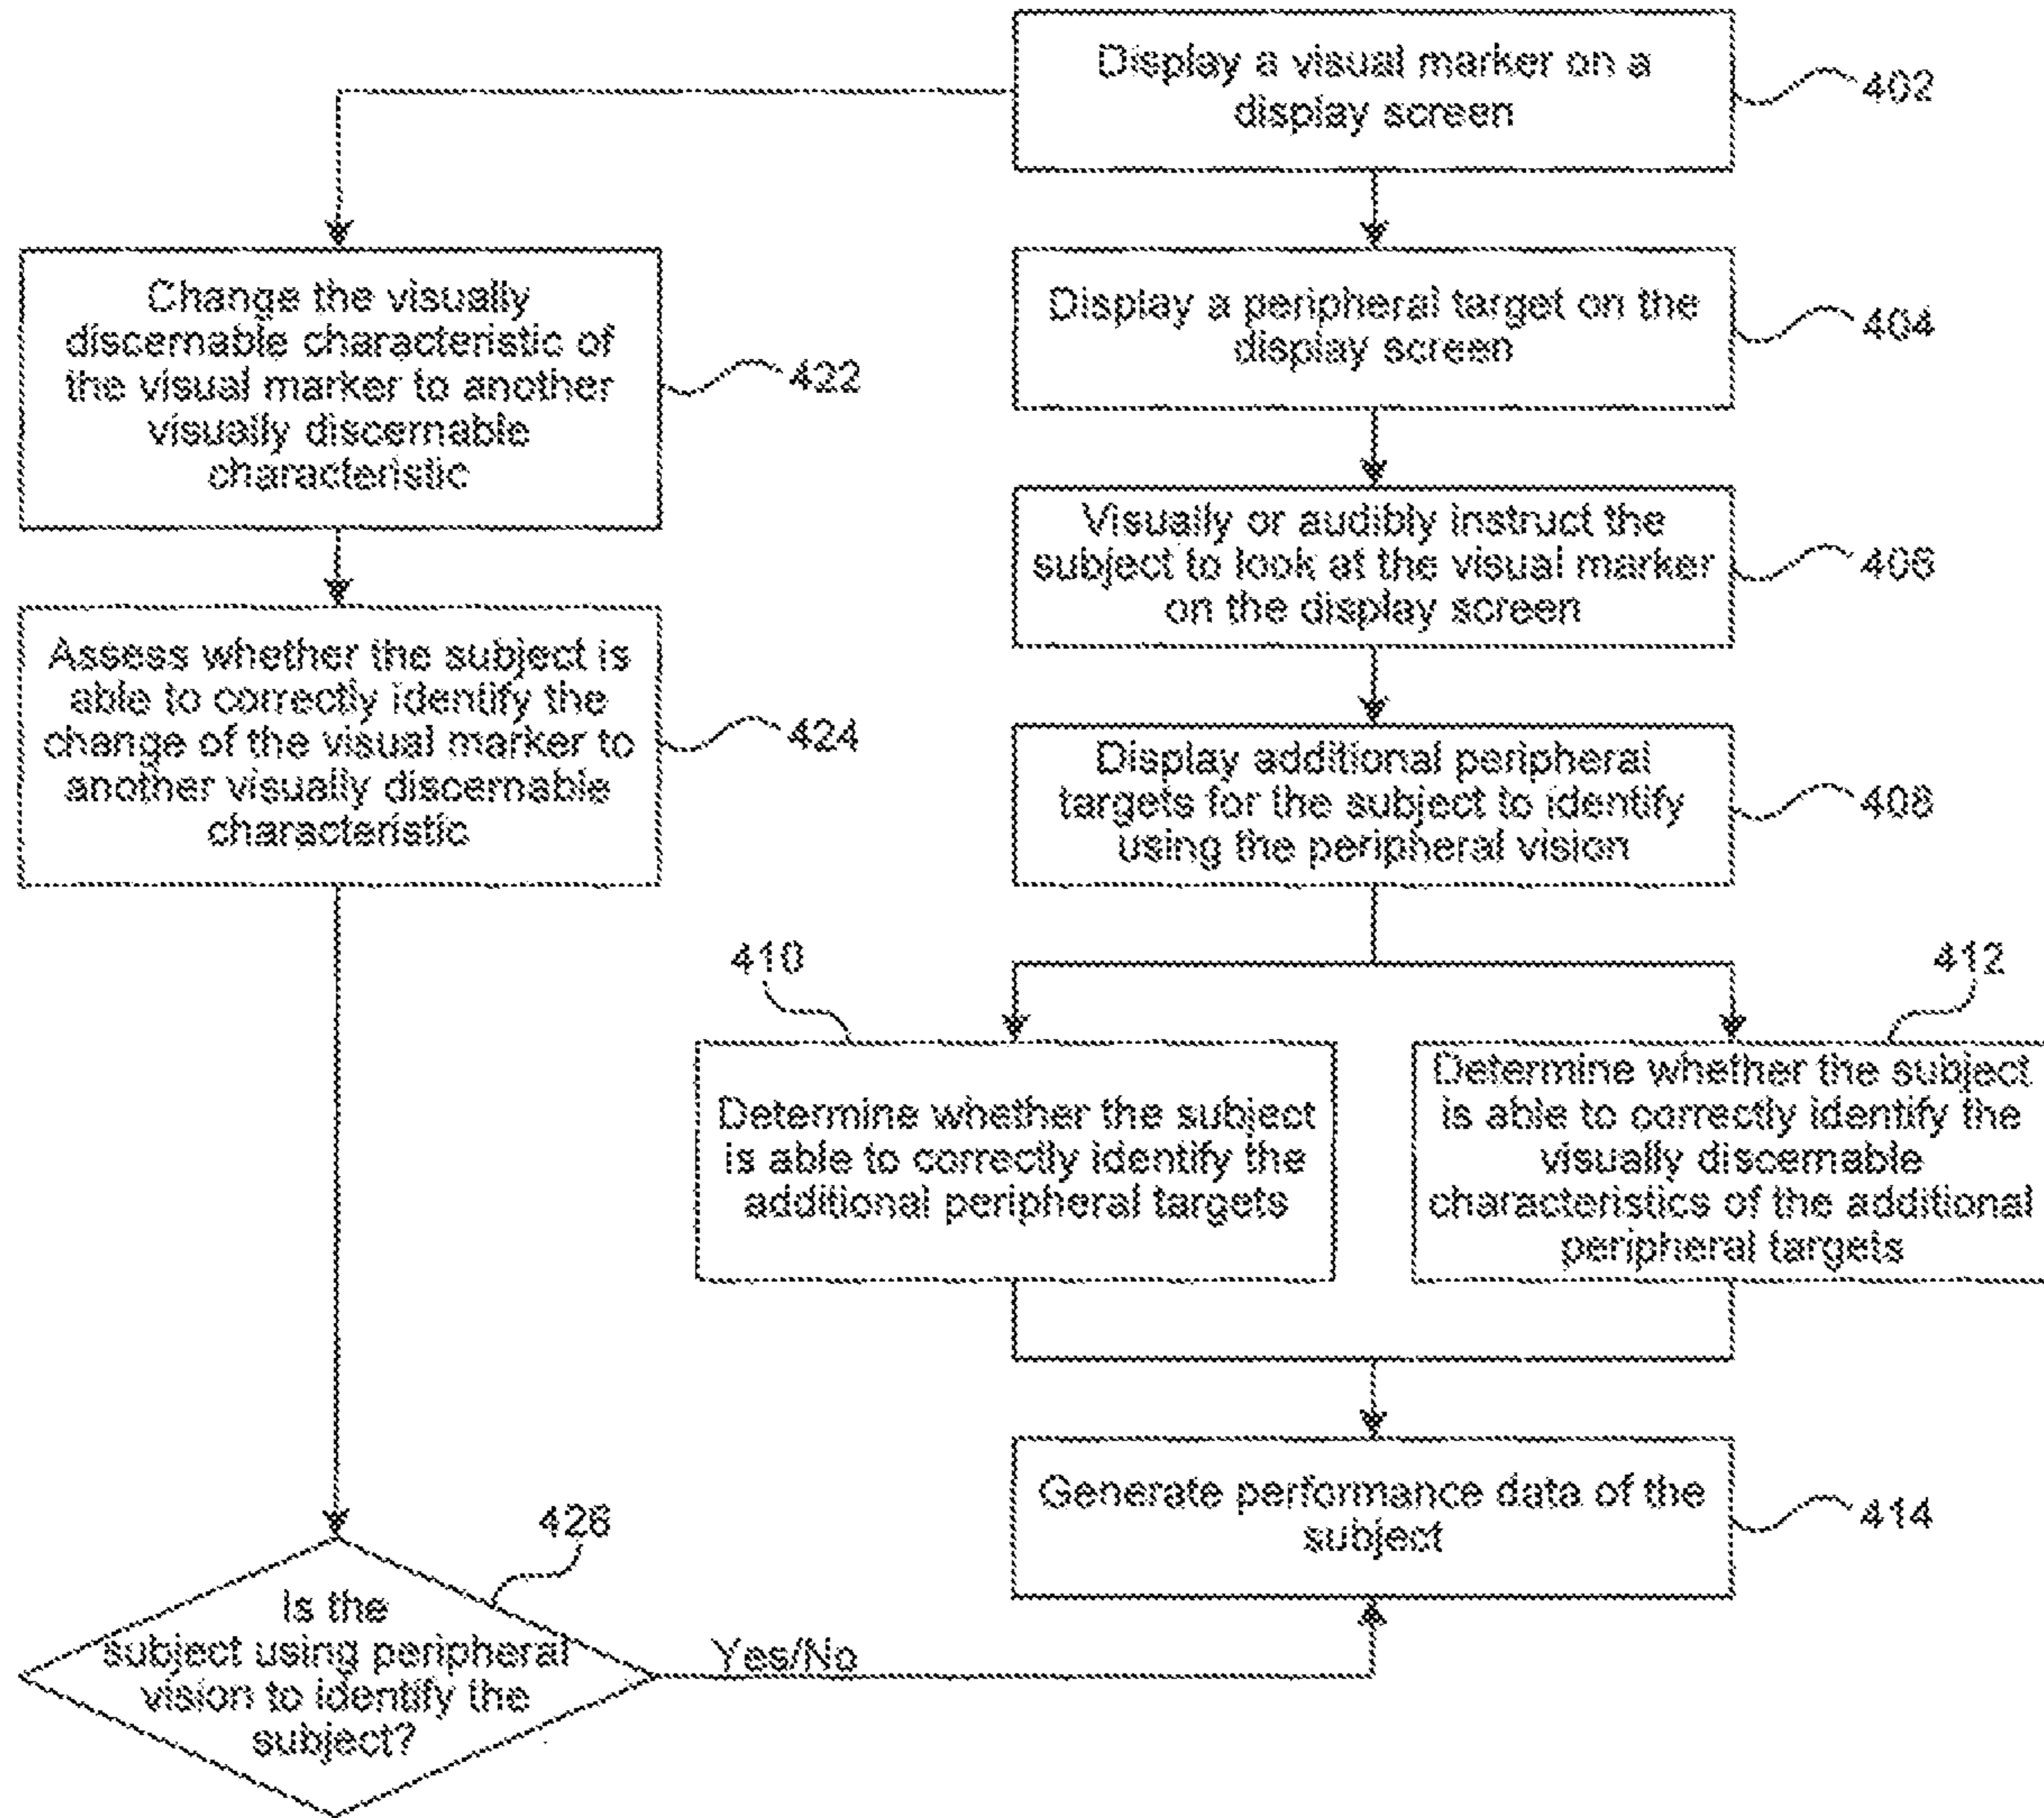 Display a visual marker on a
display screen
402
Change the visually
discernable characteristic of
the visual marker to another
visually discernable
characteristic
422
Display a peripheral target on the
display screen
404
Visually or audibly instruct the
subject to look at the visual marker
on the display screen
406
Assess whether the subject is
able to correctly identify the
change of the visual marker to
another visually discernable
characteristic
424
Display additional peripheral
targets for the subject to identify
using the peripheral vision
408
410
412
Determine whether the subject
is able to correctly identify the
additional peripheral targets
Determine whether the subject
is able to correctly identify the
visually discernable
characteristics of the additional
peripheral targets
Generate performance data of the
subject
414
426
Is the
subject using peripheral
vision to identify the
subject?
Yes/No